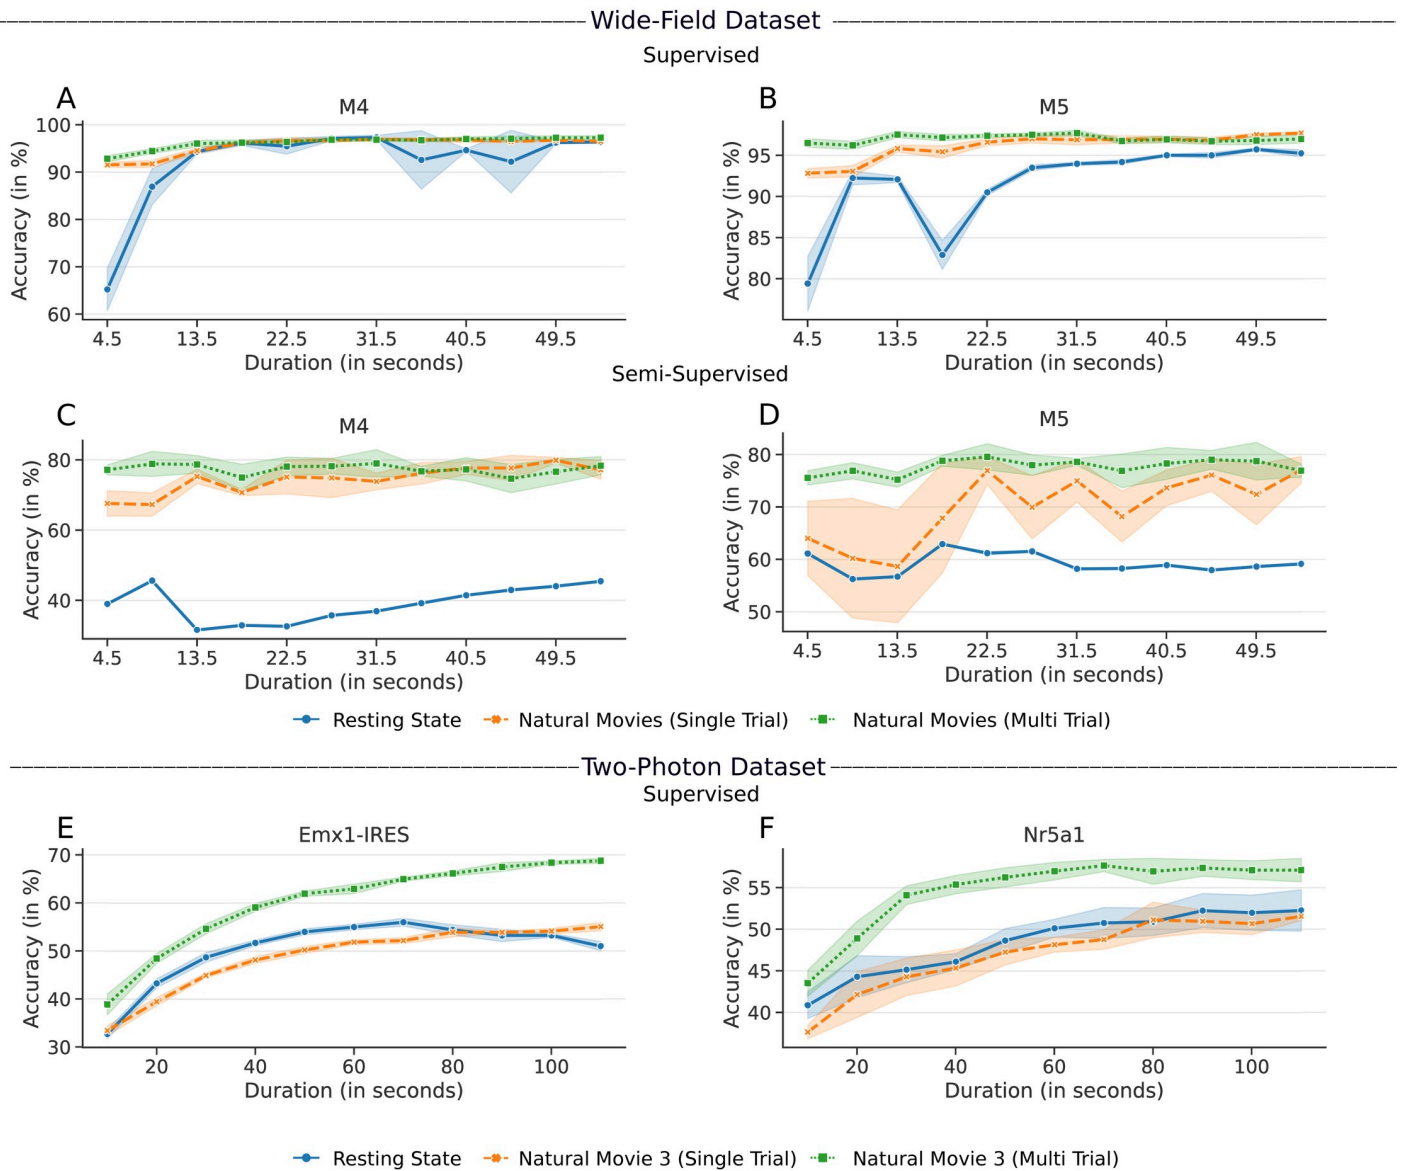 Wide-Field Dataset
Supervised
A
M4
Accuracy (in %)
100
90
80
70
60
4.5 13.5 22.5 31.5 40.5 49.5
Duration (in seconds)
B
M5
Accuracy (in %)
95
90
85
80
4.5 13.5 22.5 31.5 40.5 49.5
Duration (in seconds)
Semi-Supervised
C
M4
Accuracy (in %)
80
60
40
4.5 13.5 22.5 31.5 40.5 49.5
Duration (in seconds)
D
M5
Accuracy (in %)
80
70
60
50
4.5 13.5 22.5 31.5 40.5 49.5
Duration (in seconds)
Resting State Natural Movies (Single Trial) Natural Movies (Multi Trial)
Two-Photon Dataset
Supervised
E
Emx1-IRES
Accuracy (in %)
70
60
50
40
30
20 40 60 80 100
Duration (in seconds)
F
Nr5a1
Accuracy (in %)
55
50
45
40
20 40 60 80 100
Duration (in seconds)
Resting State Natural Movie 3 (Single Trial) Natural Movie 3 (Multi Trial)